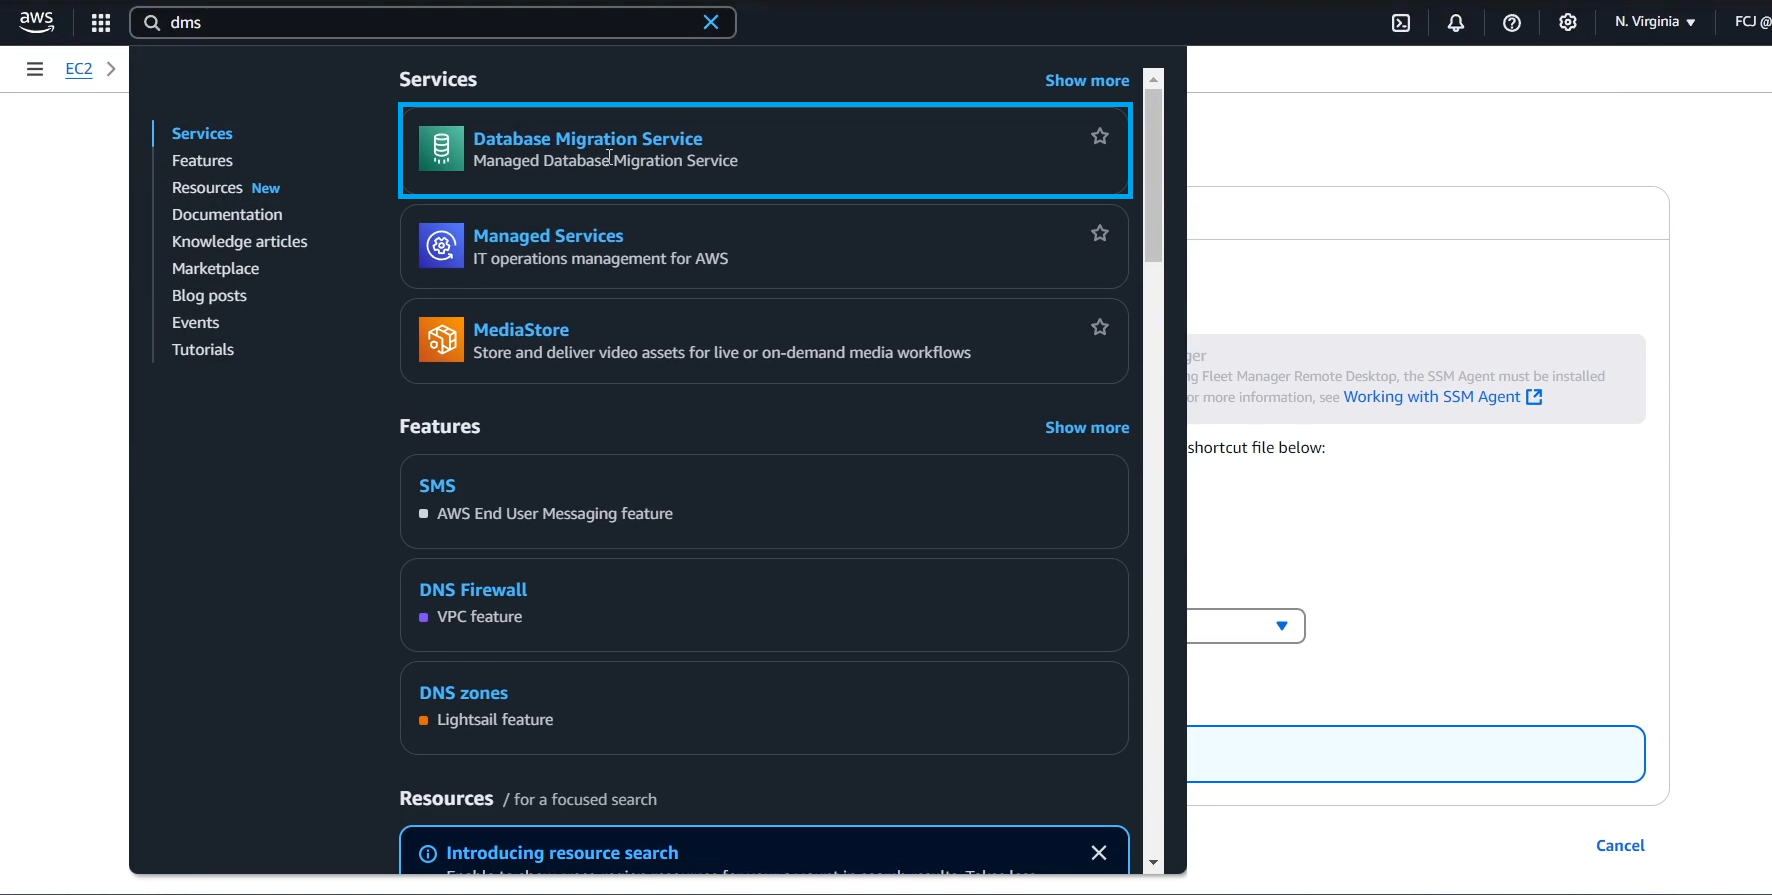 aws
dms
N. Virginia
FCJ @
EC2
Services
Features
Resources New
Documentation
Knowledge articles
Marketplace
Blog posts
Events
Tutorials
Services
Show more
Database Migration Service
Managed Database Migration Service
Managed Services
IT operations management for AWS
MediaStore
Store and deliver video assets for live or on-demand media workflows
Features
Show more
SMS
AWS End User Messaging feature
DNS Firewall
VPC feature
DNS zones
Lightsail feature
Resources / for a focused search
Introducing resource search
ger
ng Fleet Manager Remote Desktop, the SSM Agent must be installed
or more information, see Working with SSM Agent
shortcut file below:
Cancel